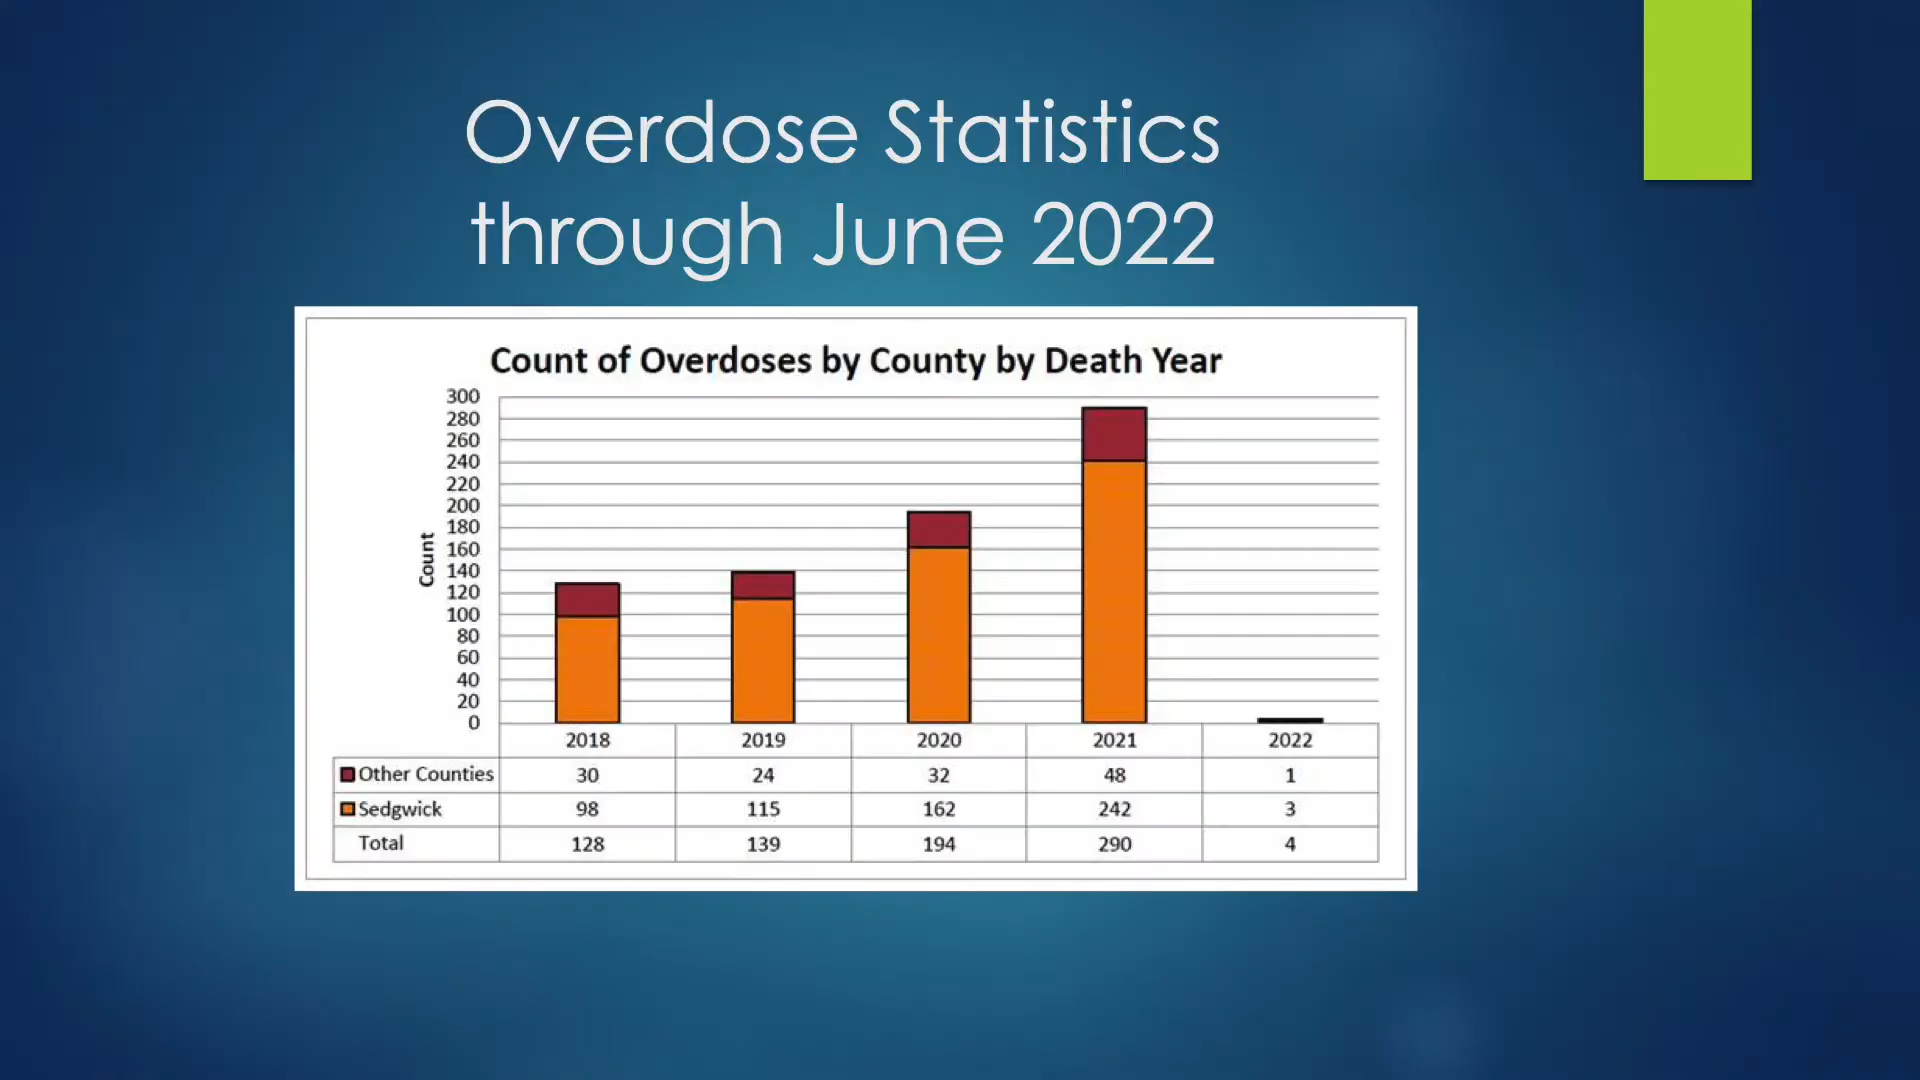 Overdose Statistics
through June 2022
Count of Overdoses by County by Death Year
300
280
260
240
220
200
180
160
140
120
100
80
60
40
20
0
Count
2018 2019 2020 2021 2022
Other Counties 30 24 32 48 1
Sedgwick 98 115 162 242 3
Total 128 139 194 290 4